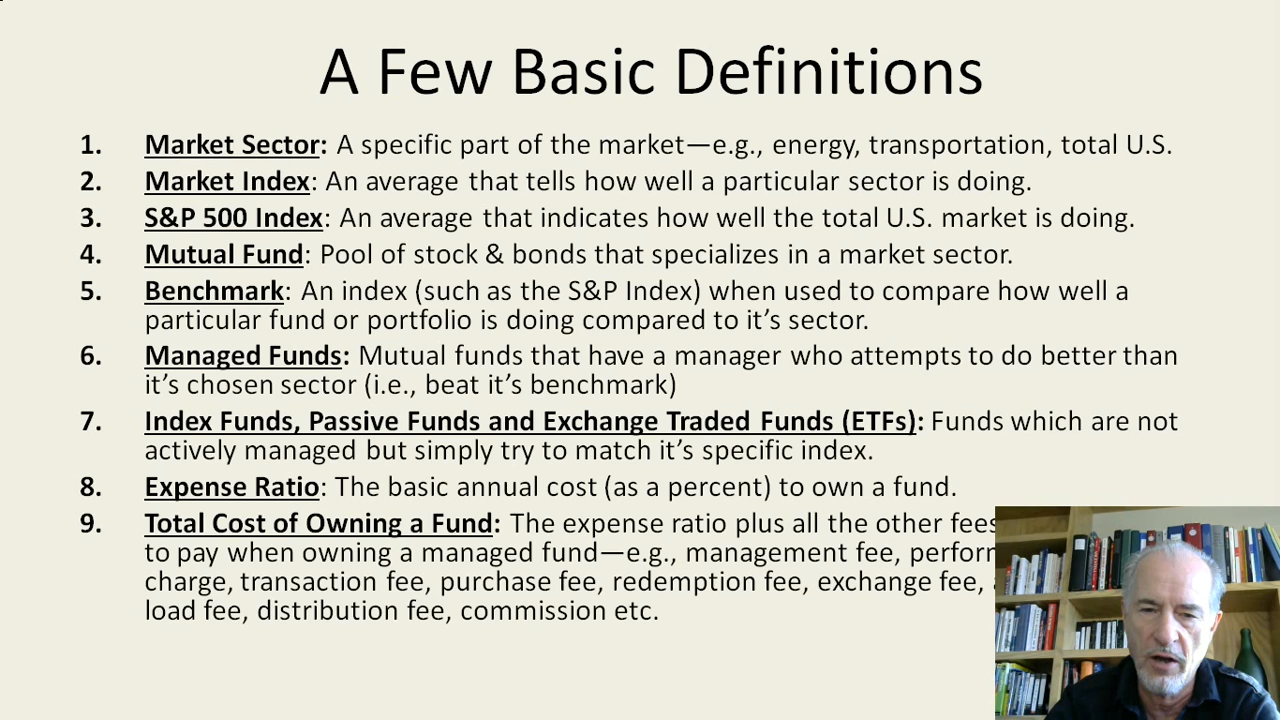 A Few Basic Definitions
1. Market Sector: A specific part of the market—e.g., energy, transportation, total U.S.
2. Market Index: An average that tells how well a particular sector is doing.
3. S&P 500 Index: An average that indicates how well the total U.S. market is doing.
4. Mutual Fund: Pool of stock & bonds that specializes in a market sector.
5. Benchmark: An index (such as the S&P Index) when used to compare how well a
particular fund or portfolio is doing compared to it's sector.
6. Managed Funds: Mutual funds that have a manager who attempts to do better than
it's chosen sector (i.e., beat it's benchmark)
7. Index Funds, Passive Funds and Exchange Traded Funds (ETFs): Funds which are not
actively managed but simply try to match it's specific index.
8. Expense Ratio: The basic annual cost (as a percent) to own a fund.
9. Total Cost of Owning a Fund: The expense ratio plus all the other fees
to pay when owning a managed fund—e.g., management fee, perform
charge, transaction fee, purchase fee, redemption fee, exchange fee,
load fee, distribution fee, commission etc.